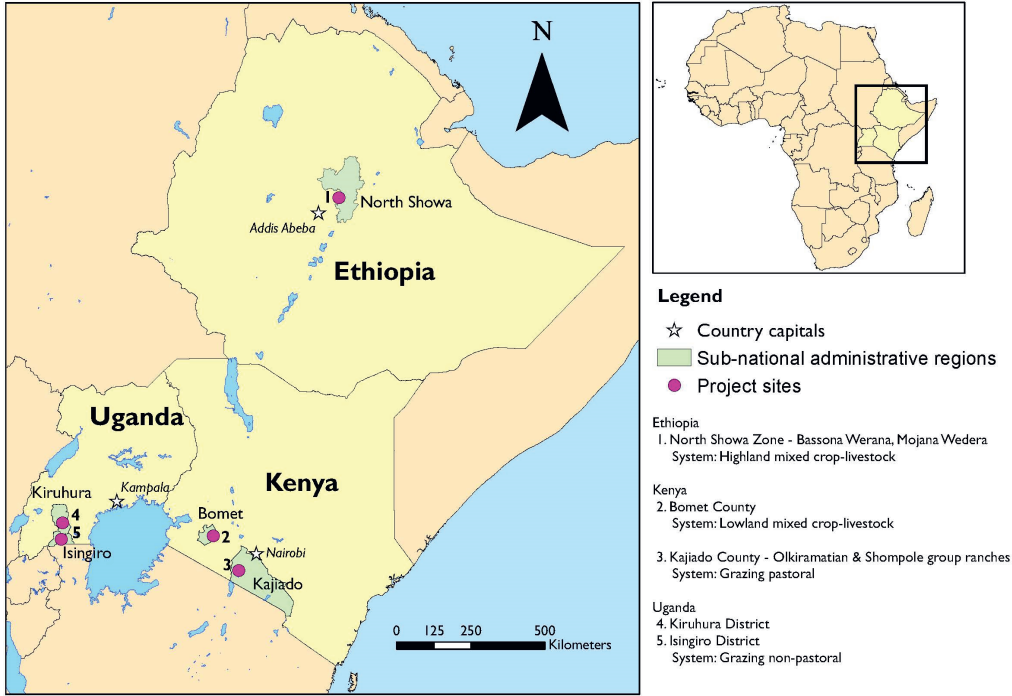 N
1
North Showa
Addis Abeba
Ethiopia
Uganda
Kampala
Kiruhura
4
5
Isingiro
Kenya
Bomet
2
Nairobi
3
Kajiado
0 125 250 500
Kilometers
Legend
Country capitals
Sub-national administrative regions
Project sites
Ethiopia
1. North Showa Zone - Bassona Werana, Mojana Wedera
System: Highland mixed crop-livestock
Kenya
2. Bomet County
System: Lowland mixed crop-livestock
3. Kajiado County - Olkiramatian & Shompole group ranches
System: Grazing pastoral
Uganda
4. Kiruhura District
5. Isingiro District
System: Grazing non-pastoral